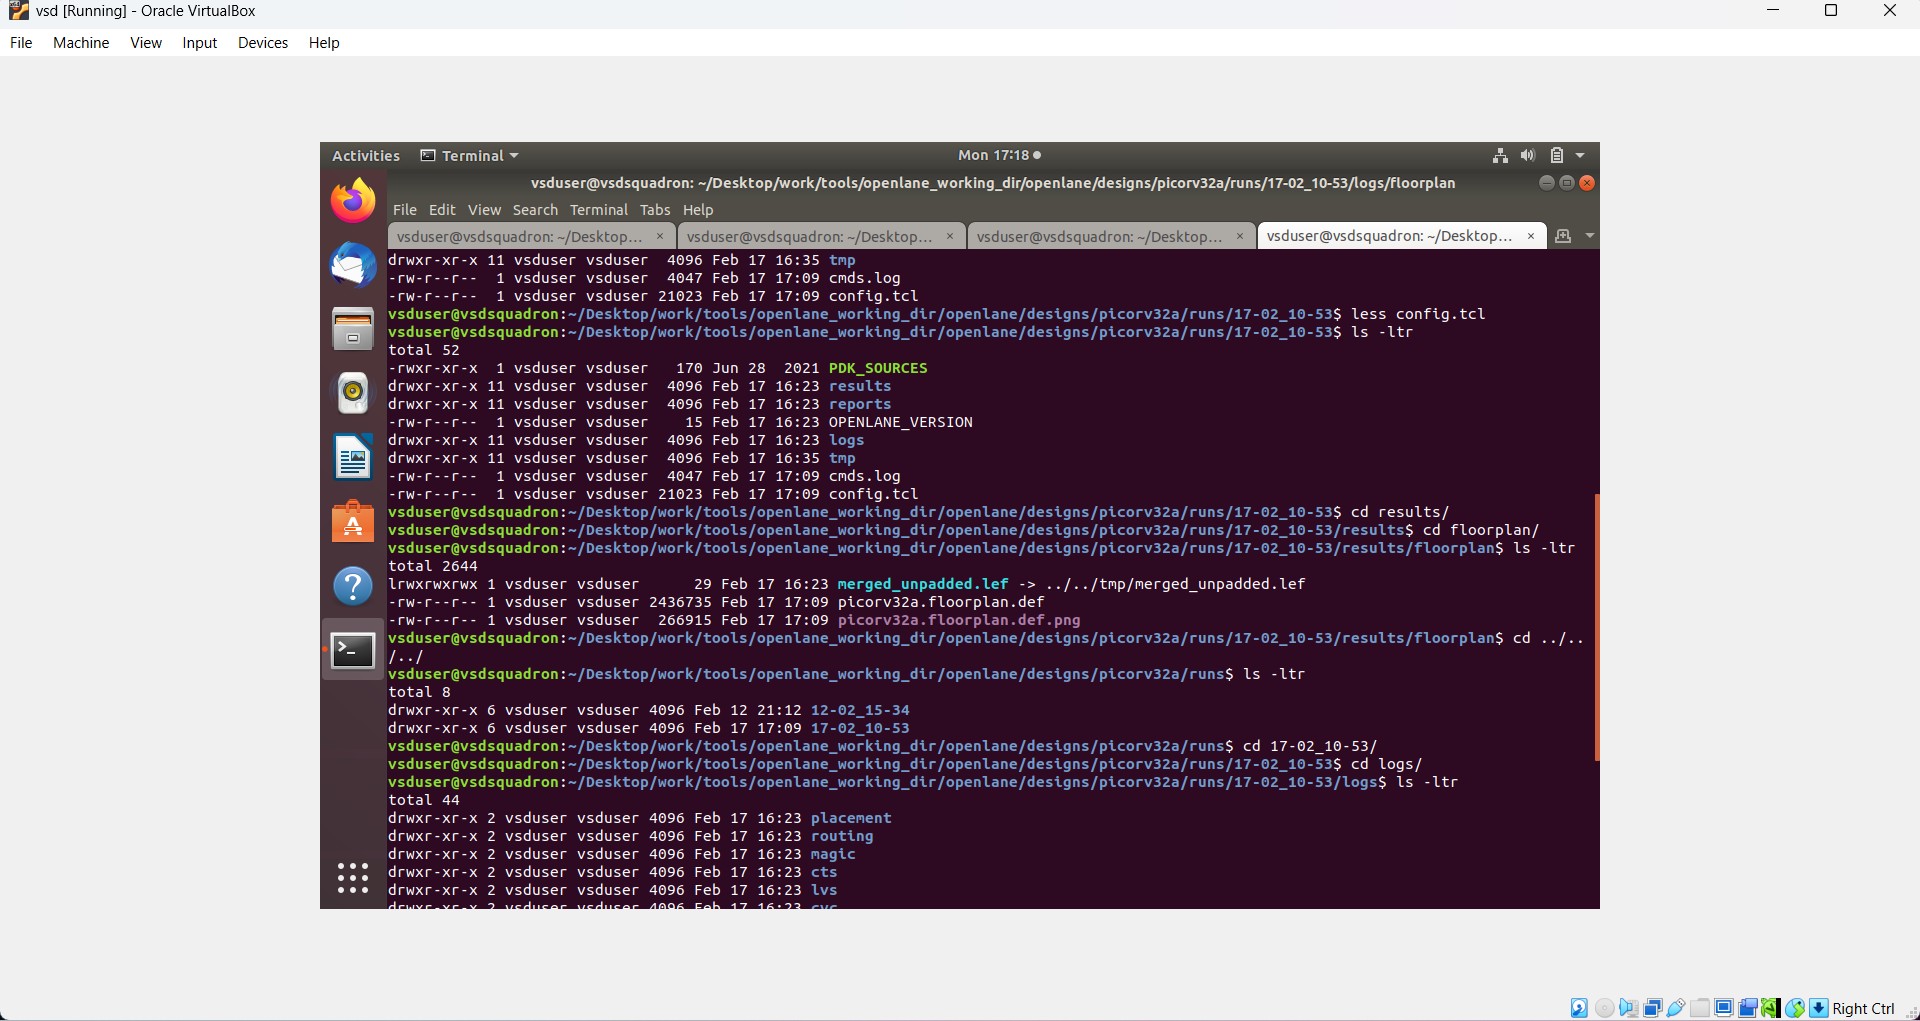 vsd [Running] - Oracle VirtualBox
File Machine View Input Devices Help
Activities Terminal Mon 17:18
vsduser@vsdsquadron: ~/Desktop/work/tools/openlane_working_dir/openlane/designs/picorv32a/runs/17-02_10-53/logs/floorplan
File Edit View Search Terminal Tabs Help
vsduser@vsdsquadron: ~/Desktop... × vsduser@vsdsquadron: ~/Desktop... × vsduser@vsdsquadron: ~/Desktop... × vsduser@vsdsquadron: ~/Desktop... ×
drwxr-xr-x 11 vsduser vsduser  4096 Feb 17 16:35 tmp
-rw-r--r--  1 vsduser vsduser  4047 Feb 17 17:09 cmds.log
-rw-r--r--  1 vsduser vsduser 21023 Feb 17 17:09 config.tcl
vsduser@vsdsquadron:~/Desktop/work/tools/openlane_working_dir/openlane/designs/picorv32a/runs/17-02_10-53$ less config.tcl
vsduser@vsdsquadron:~/Desktop/work/tools/openlane_working_dir/openlane/designs/picorv32a/runs/17-02_10-53$ ls -ltr
total 52
-rwxr-xr-x  1 vsduser vsduser   170 Jun 28  2021 PDK_SOURCES
drwxr-xr-x 11 vsduser vsduser  4096 Feb 17 16:23 results
drwxr-xr-x 11 vsduser vsduser  4096 Feb 17 16:23 reports
-rw-r--r--  1 vsduser vsduser    15 Feb 17 16:23 OPENLANE_VERSION
drwxr-xr-x 11 vsduser vsduser  4096 Feb 17 16:23 logs
drwxr-xr-x 11 vsduser vsduser  4096 Feb 17 16:35 tmp
-rw-r--r--  1 vsduser vsduser  4047 Feb 17 17:09 cmds.log
-rw-r--r--  1 vsduser vsduser 21023 Feb 17 17:09 config.tcl
vsduser@vsdsquadron:~/Desktop/work/tools/openlane_working_dir/openlane/designs/picorv32a/runs/17-02_10-53$ cd results/
vsduser@vsdsquadron:~/Desktop/work/tools/openlane_working_dir/openlane/designs/picorv32a/runs/17-02_10-53/results$ cd floorplan/
vsduser@vsdsquadron:~/Desktop/work/tools/openlane_working_dir/openlane/designs/picorv32a/runs/17-02_10-53/results/floorplan$ ls -ltr
total 2644
lrwxrwxrwx 1 vsduser vsduser      29 Feb 17 16:23 merged_unpadded.lef -> ../../tmp/merged_unpadded.lef
-rw-r--r-- 1 vsduser vsduser 2436735 Feb 17 17:09 picorv32a.floorplan.def
-rw-r--r-- 1 vsduser vsduser  266915 Feb 17 17:09 picorv32a.floorplan.def.png
vsduser@vsdsquadron:~/Desktop/work/tools/openlane_working_dir/openlane/designs/picorv32a/runs/17-02_10-53/results/floorplan$ cd ../..
/../
vsduser@vsdsquadron:~/Desktop/work/tools/openlane_working_dir/openlane/designs/picorv32a/runs$ ls -ltr
total 8
drwxr-xr-x 6 vsduser vsduser 4096 Feb 12 21:12 12-02_15-34
drwxr-xr-x 6 vsduser vsduser 4096 Feb 17 17:09 17-02_10-53
vsduser@vsdsquadron:~/Desktop/work/tools/openlane_working_dir/openlane/designs/picorv32a/runs$ cd 17-02_10-53/
vsduser@vsdsquadron:~/Desktop/work/tools/openlane_working_dir/openlane/designs/picorv32a/runs/17-02_10-53$ cd logs/
vsduser@vsdsquadron:~/Desktop/work/tools/openlane_working_dir/openlane/designs/picorv32a/runs/17-02_10-53/logs$ ls -ltr
total 44
drwxr-xr-x 2 vsduser vsduser 4096 Feb 17 16:23 placement
drwxr-xr-x 2 vsduser vsduser 4096 Feb 17 16:23 routing
drwxr-xr-x 2 vsduser vsduser 4096 Feb 17 16:23 magic
drwxr-xr-x 2 vsduser vsduser 4096 Feb 17 16:23 cts
drwxr-xr-x 2 vsduser vsduser 4096 Feb 17 16:23 lvs
drwxr-xr-x 2 vsduser vsduser 4096 Feb 17 16:23 cvc
Right Ctrl